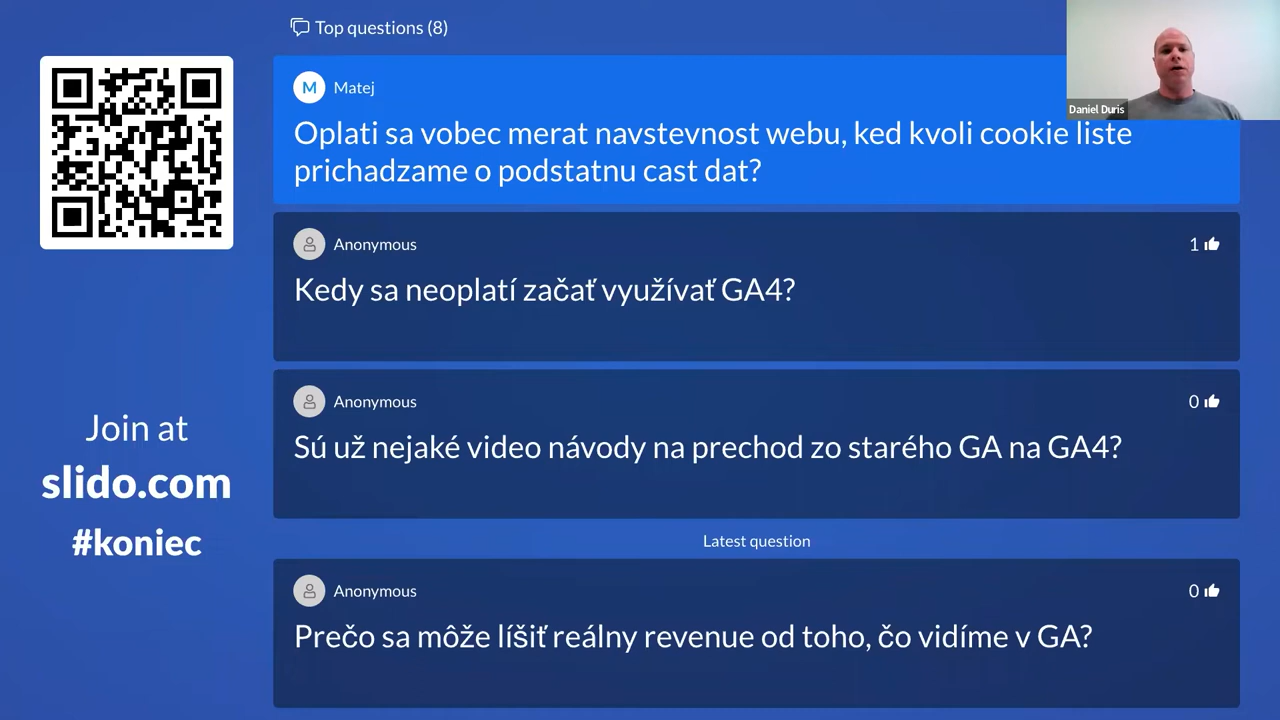 Top questions (8)
M Matej
Oplati sa vobec merat navstevnost webu, ked kvoli cookie liste
prichadzame o podstatnu cast dat?
Daniel Duris
Anonymous
1
Kedy sa neoplatí začať využívať GA4?
Anonymous
0
Sú už nejaké video návody na prechod zo starého GA na GA4?
Join at
slido.com
#koniec
Latest question
Anonymous
0
Prečo sa môže líšiť reálny revenue od toho, čo vidíme v GA?